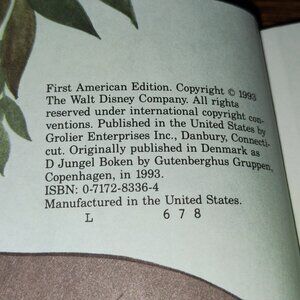 First American Edition. Copyright © 1993
The Walt Disney Company. All rights
reserved under international copyright con-
ventions. Published in the United States by
Grolier Enterprises Inc., Danbury, Connecti-
cut. Originally published in Denmark as
D Jungel Boken by Gutenberghus Gruppen,
Copenhagen, in 1993.
ISBN: 0-7172-8336-4
Manufactured in the United States.
L 6 7 8